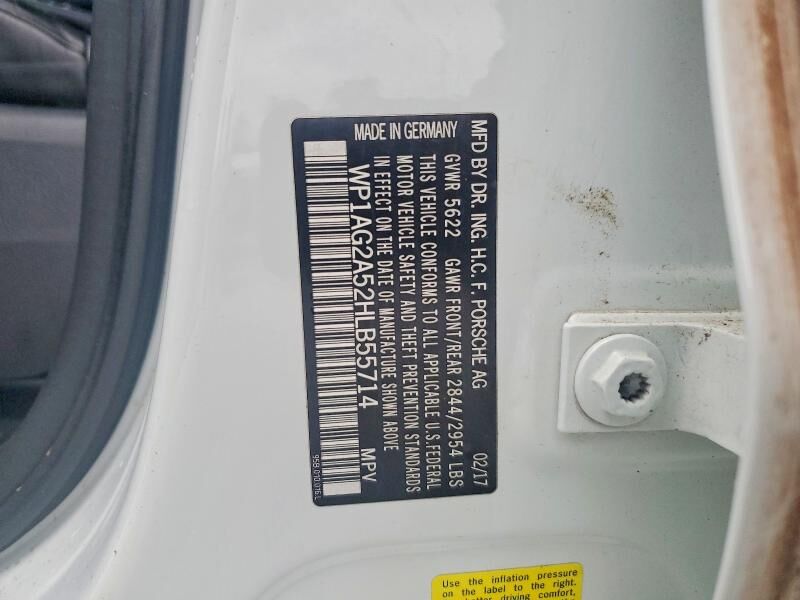 MFD BY DR. ING. H.C. F. PORSCHE AG
GVWR 5622 GAWR FRONT/REAR 2844/2954 LBS 02/17
THIS VEHICLE CONFORMS TO ALL APPLICABLE U.S.FEDERAL
MOTOR VEHICLE SAFETY AND THEFT PREVENTION STANDARDS
IN EFFECT ON THE DATE OF MANUFACTURE SHOWN ABOVE
WP1AG2A52HLB55714 MPV
MADE IN GERMANY
958.010.016.L
Use the inflation pressure
on the label to the right.
better driving comfort,